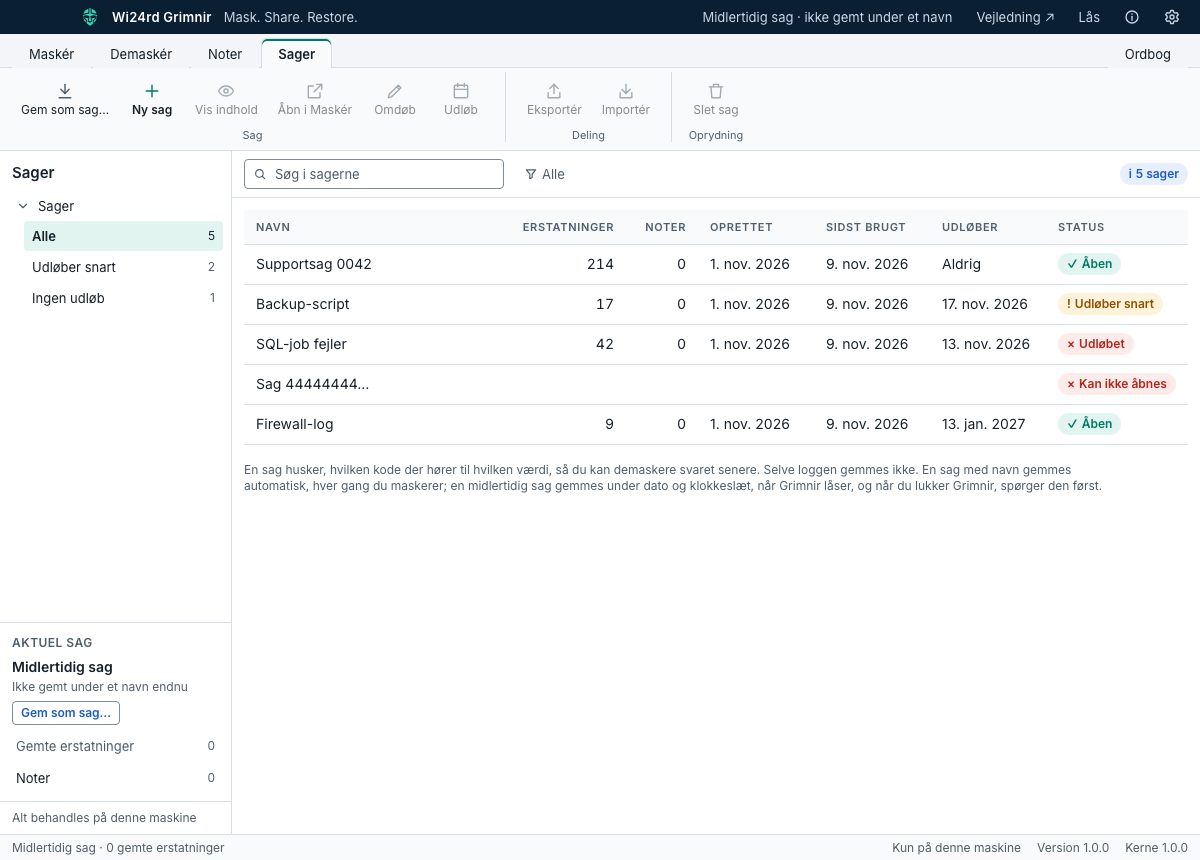 Wi24rd Grimnir Mask. Share. Restore. Midlertidig sag · ikke gemt under et navn Vejledning ↗ Lås
Maskér Demaskér Noter Sager Ordbog
Gem som sag... Ny sag Vis indhold Åbn i Maskér Omdøb Udløb Eksportér Importér Slet sag
Sag Deling Oprydning
Sager
Søg i sagerne Alle i 5 sager
Sager
Alle 5
Udløber snart 2
Ingen udløb 1
NAVN ERSTATNINGER NOTER OPRETTET SIDST BRUGT UDLØBER STATUS
Supportsag 0042 214 0 1. nov. 2026 9. nov. 2026 Aldrig ✓ Åben
Backup-script 17 0 1. nov. 2026 9. nov. 2026 17. nov. 2026 ! Udløber snart
SQL-job fejler 42 0 1. nov. 2026 9. nov. 2026 13. nov. 2026 × Udløbet
Sag 44444444... × Kan ikke åbnes
Firewall-log 9 0 1. nov. 2026 9. nov. 2026 13. jan. 2027 ✓ Åben
En sag husker, hvilken kode der hører til hvilken værdi, så du kan demaskere svaret senere. Selve loggen gemmes ikke. En sag med navn gemmes
automatisk, hver gang du maskerer; en midlertidig sag gemmes under dato og klokkeslæt, når Grimnir låser, og når du lukker Grimnir, spørger den først.
AKTUEL SAG
Midlertidig sag
Ikke gemt under et navn endnu
Gem som sag...
Gemte erstatninger 0
Noter 0
Alt behandles på denne maskine
Midlertidig sag · 0 gemte erstatninger Kun på denne maskine Version 1.0.0 Kerne 1.0.0